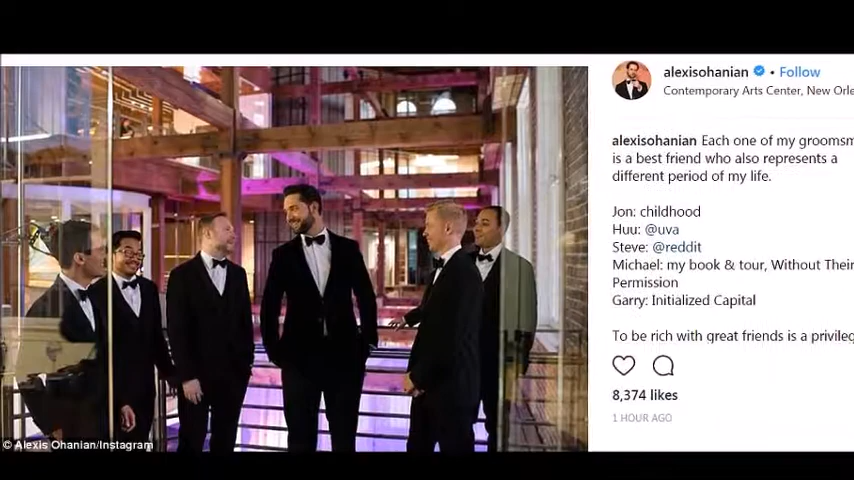 alexisohanian • Follow
Contemporary Arts Center, New Orle
alexisohanian Each one of my groomsm
is a best friend who also represents a
different period of my life.
Jon: childhood
Huu: @uva
Steve: @reddit
Michael: my book & tour, Without Their
Permission
Garry: Initialized Capital
To be rich with great friends is a privileg
8,374 likes
1 HOUR AGO
© Alexis Ohanian/Instagram